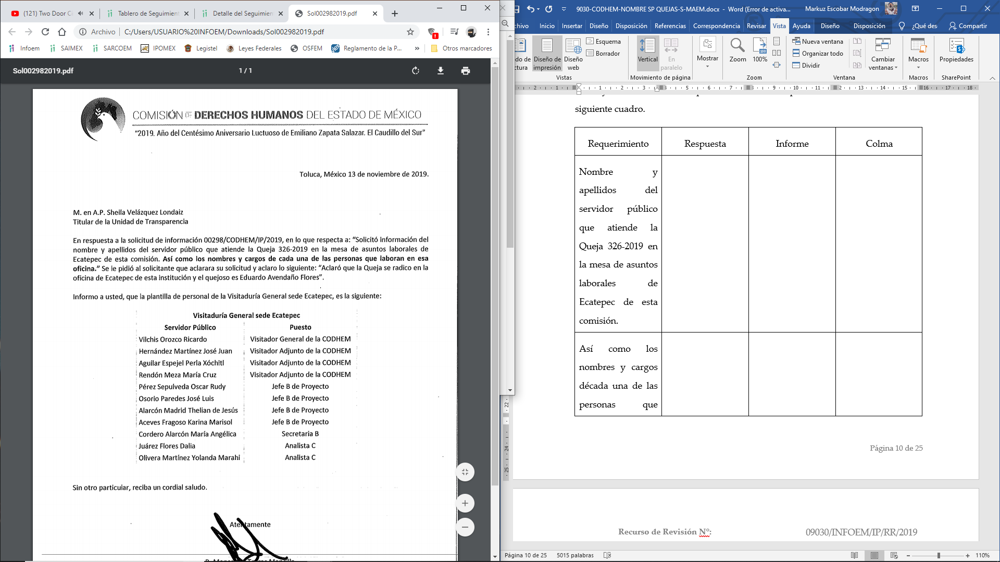 (121) Two Door Ci
Tablero de Seguimient
Detalle del Seguimien
Sol002982019.pdf
Archivo
C:/Users/USUARIO%20INFOEM/Downloads/Sol002982019.pdf
Infoem
SAIMEX
SARCOEM
IPOMEX
Legistel
Leyes Federales
OSFEM
Reglamento de la P...
»
Otros marcadores
Sol002982019.pdf
1 / 1
COMISIÓN DE DERECHOS HUMANOS DEL ESTADO DE MÉXICO
"2019. Año del Centésimo Aniversario Luctuoso de Emiliano Zapata Salazar. El Caudillo del Sur"
Toluca, México 13 de noviembre de 2019.
M. en A.P. Sheila Velázquez Londaiz
Titular de la Unidad de Transparencia
En respuesta a la solicitud de información 00298/CODHEM/IP/2019, en lo que respecta a: "Solicitó información del
nombre y apellidos del servidor público que atiende la Queja 326-2019 en la mesa de asuntos laborales de
Ecatepec de esta comisión. Así como los nombres y cargos de cada una de las personas que laboran en esa
oficina." Se le pidió al solicitante que aclarara su solicitud y aclaro lo siguiente: "Aclaró que la Queja se radico en la
oficina de Ecatepec de esta institución y el quejoso es Eduardo Avendaño Flores".
Informo a usted, que la plantilla de personal de la Visitaduría General sede Ecatepec, es la siguiente:
Visitaduría General sede Ecatepec
Servidor Público Puesto
Vilchis Orozco Ricardo Visitador General de la CODHEM
Hernández Martínez José Juan Visitador Adjunto de la CODHEM
Aguilar Espejel Perla Xóchitl Visitador Adjunto de la CODHEM
Rendón Meza María Cruz Visitador Adjunto de la CODHEM
Pérez Sepulveda Oscar Rudy Jefe B de Proyecto
Osorio Paredes José Luis Jefe B de Proyecto
Alarcón Madrid Thelian de Jesús Jefe B de Proyecto
Aceves Fragoso Karina Marisol Jefe B de Proyecto
Cordero Alarcón María Angélica Secretaria B
Juárez Flores Dalia Analista C
Olivera Martínez Yolanda Marahi Analista C
Sin otro particular, reciba un cordial saludo.
Atentamente
9030-CODHEM-NOMBRE SP QUEJAS-S-MAEM.docx - Word (Error de activa...
Markuz Escobar Modragon
chivo
Inicio
Insertar
Diseño
Disposición
Referencias
Correspondencia
Revisar
Vista
Ayuda
Diseño
Disposición
¿Qué des
Compartir
do de
ctura
Diseño de
impresión
Diseño
web
Esquema
Borrador
Vistas
Vertical
En
paralelo
Movimiento de página
Mostrar
Zoom
100%
Zoom
Nueva ventana
Organizar todo
Dividir
Cambiar
ventanas
Ventana
Macros
Macros
Propiedades
SharePoint
siguiente cuadro.
Requerimiento Respuesta Informe Colma
Nombre y
apellidos del
servidor público
que atiende la
Queja 326-2019 en
la mesa de asuntos
laborales de
Ecatepec de esta
comisión.
Así como los
nombres y cargos
década una de las
personas que
Página 10 de 25
Recurso de Revisión N°: 09030/INFOEM/IP/RR/2019
Página 10 de 25
5015 palabras
110%